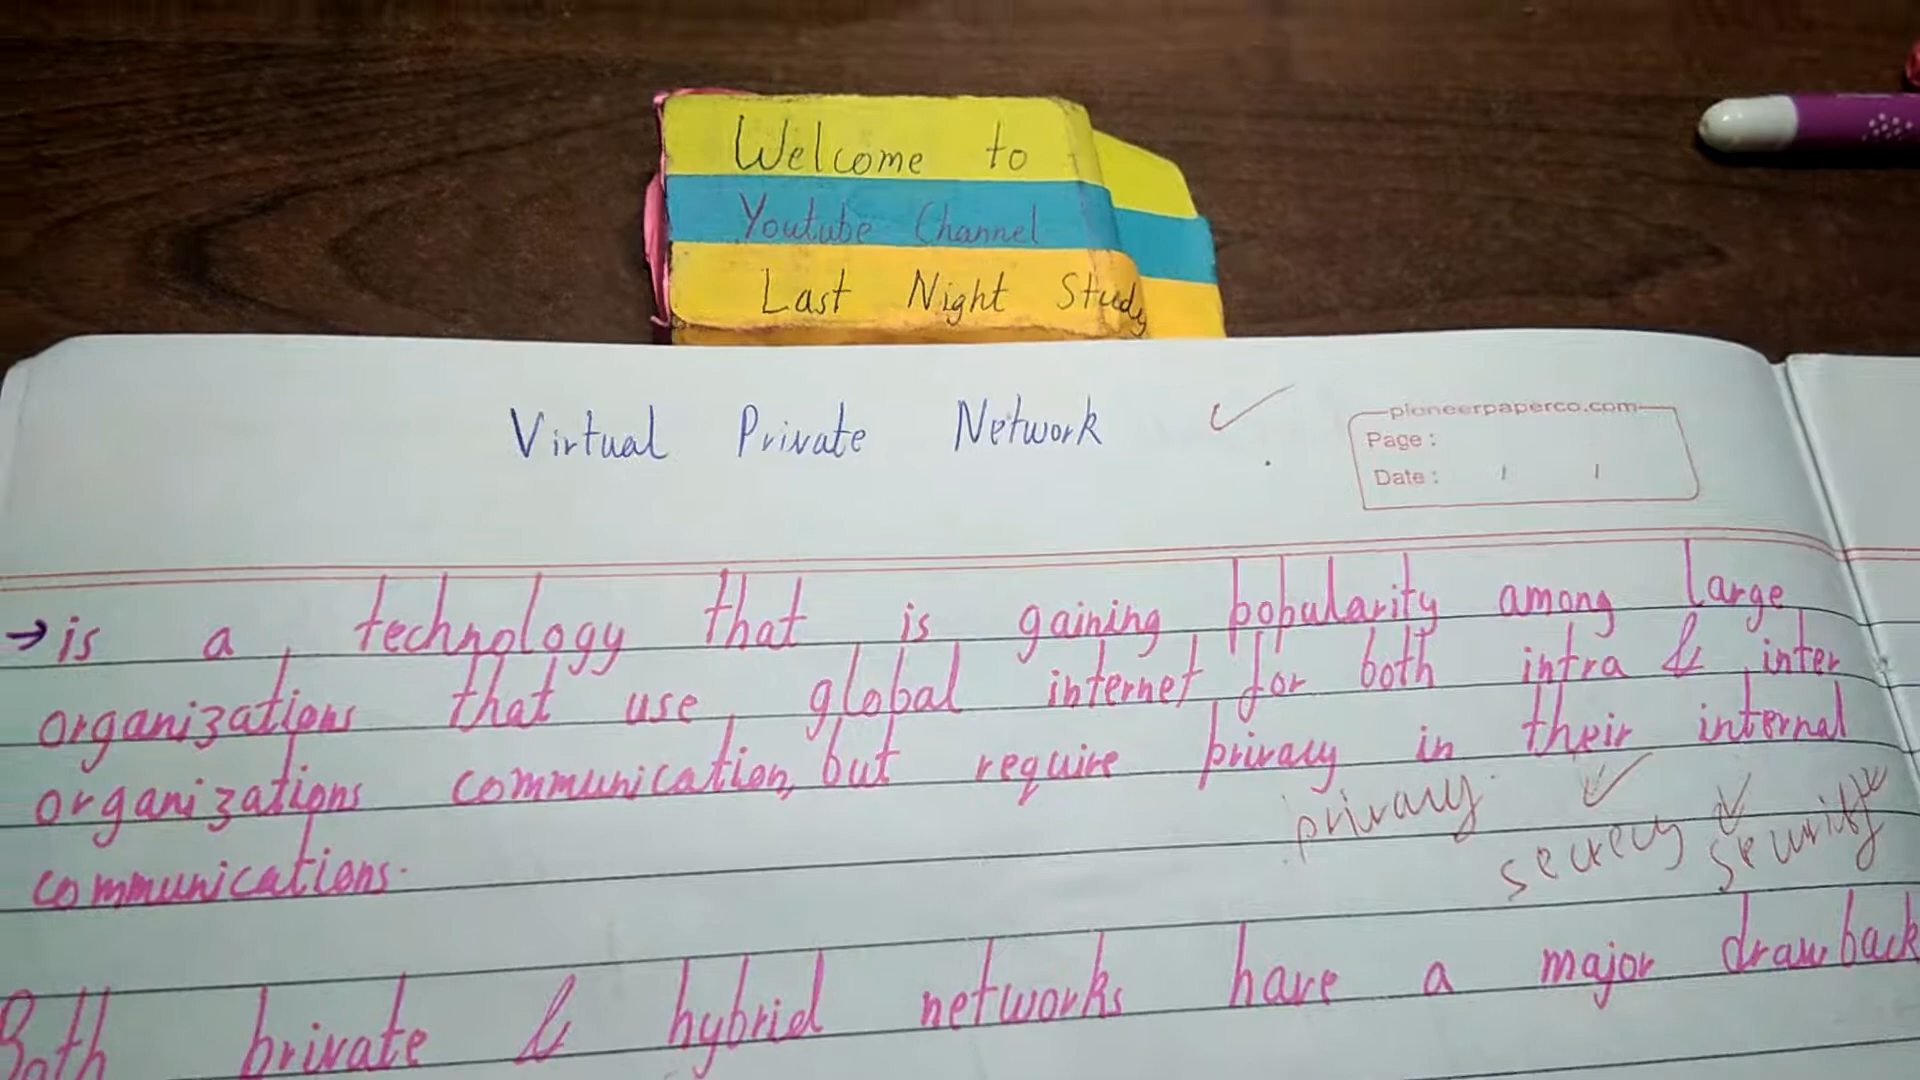 Welcome to
Youtube Channel
Last Night Study
Virtual Private Network
pioneerpaperco.com
Page :
Date : / /
→ is a technology that is gaining popularity among large
organizations that use global internet for both intra & inter
organizations communication, but require privacy in their internal
communications.
privacy
secrecy
security
Both private & hybrid networks have a major drawback